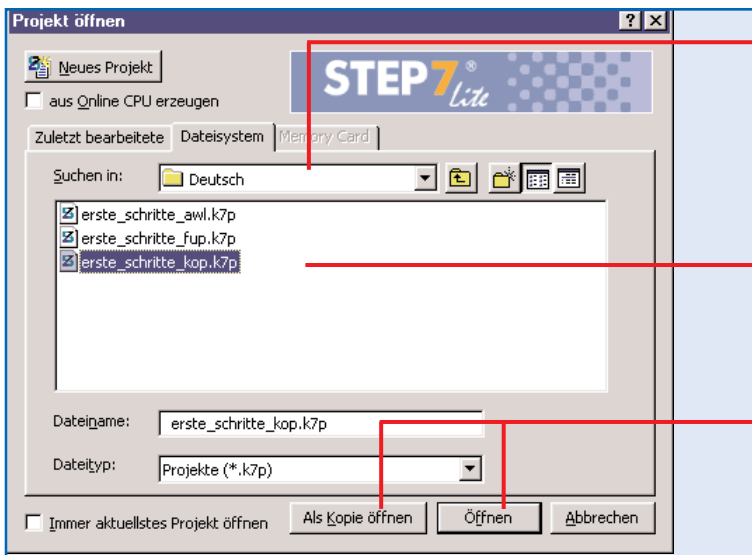 Projekt öffnen
Neues Projekt
STEP 7® Lite
aus Online CPU erzeugen
Zuletzt bearbeitete Dateisystem Memory Card
Suchen in: Deutsch
erste_schritte_awl.k7p
erste_schritte_fup.k7p
erste_schritte_kop.k7p
Dateiname: erste_schritte_kop.k7p
Dateityp: Projekte (*.k7p)
Immer aktuellstes Projekt öffnen Als Kopie öffnen Öffnen Abbrechen